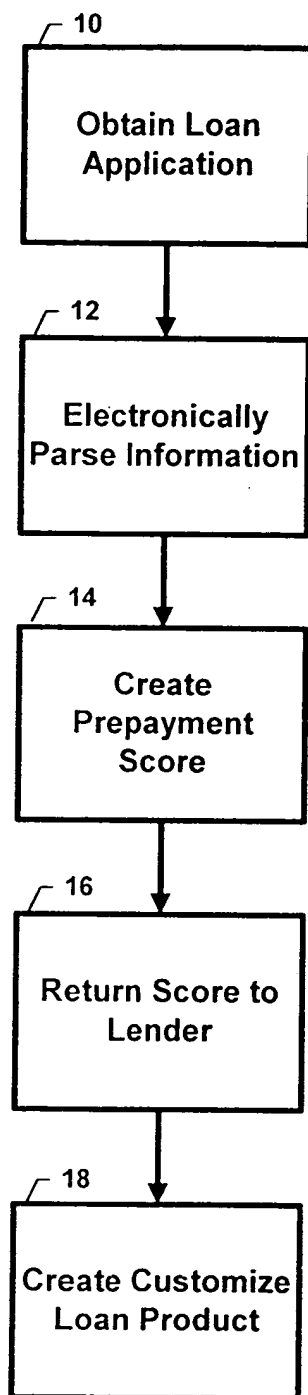 10
Obtain Loan
Application
12
Electronically
Parse Information
14
Create
Prepayment
Score
16
Return Score to
Lender
18
Create Customize
Loan Product